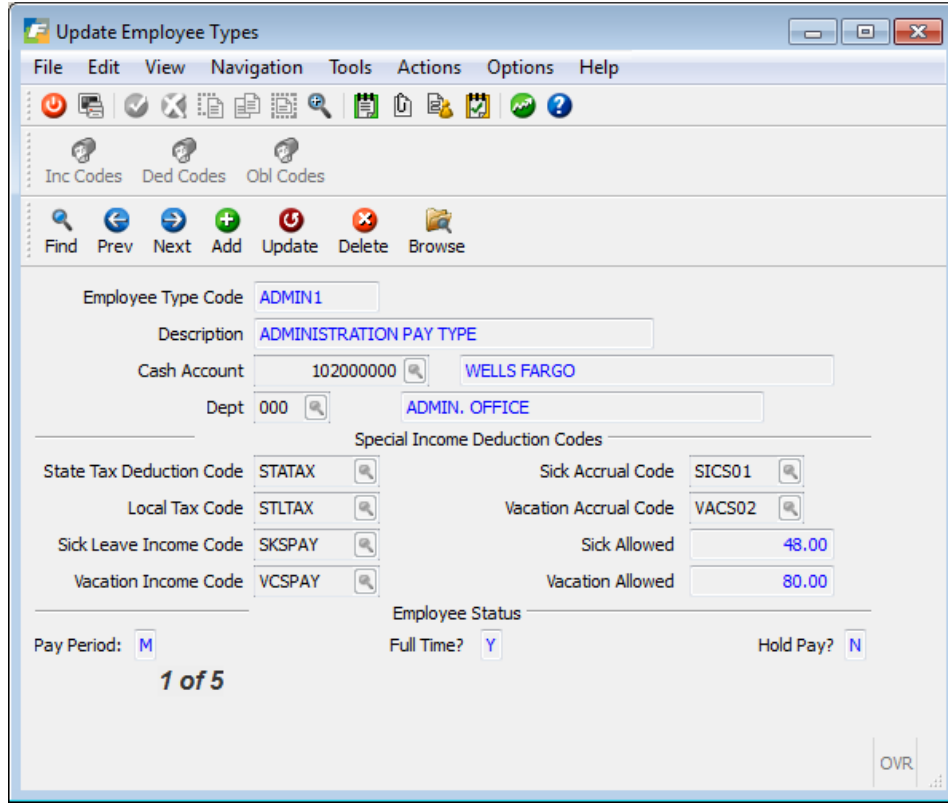 Update Employee Types
File Edit View Navigation Tools Actions Options Help
Inc Codes Ded Codes Obl Codes
Find Prev Next Add Update Delete Browse
Employee Type Code ADMIN1
Description ADMINISTRATION PAY TYPE
Cash Account 102000000 WELLS FARGO
Dept 000 ADMIN. OFFICE
Special Income Deduction Codes
State Tax Deduction Code STATAX Sick Accrual Code SICS01
Local Tax Code STLTAX Vacation Accrual Code VACS02
Sick Leave Income Code SKSPAY Sick Allowed 48.00
Vacation Income Code VCSPAY Vacation Allowed 80.00
Employee Status
Pay Period: M Full Time? Y Hold Pay? N
1 of 5
OVR